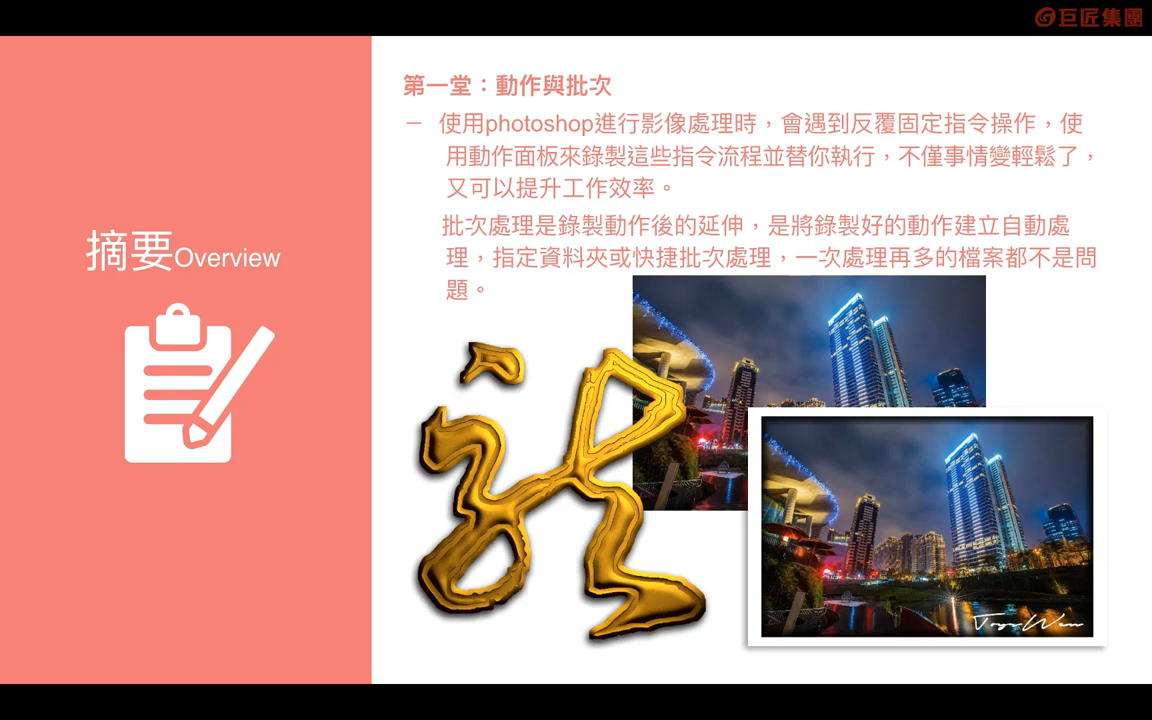 巨匠集團
摘要Overview
第一堂：動作與批次
－ 使用photoshop進行影像處理時，會遇到反覆固定指令操作，使
用動作面板來錄製這些指令流程並替你執行，不僅事情變輕鬆了，
又可以提升工作效率。
批次處理是錄製動作後的延伸，是將錄製好的動作建立自動處
理，指定資料夾或快捷批次處理，一次處理再多的檔案都不是問
題。